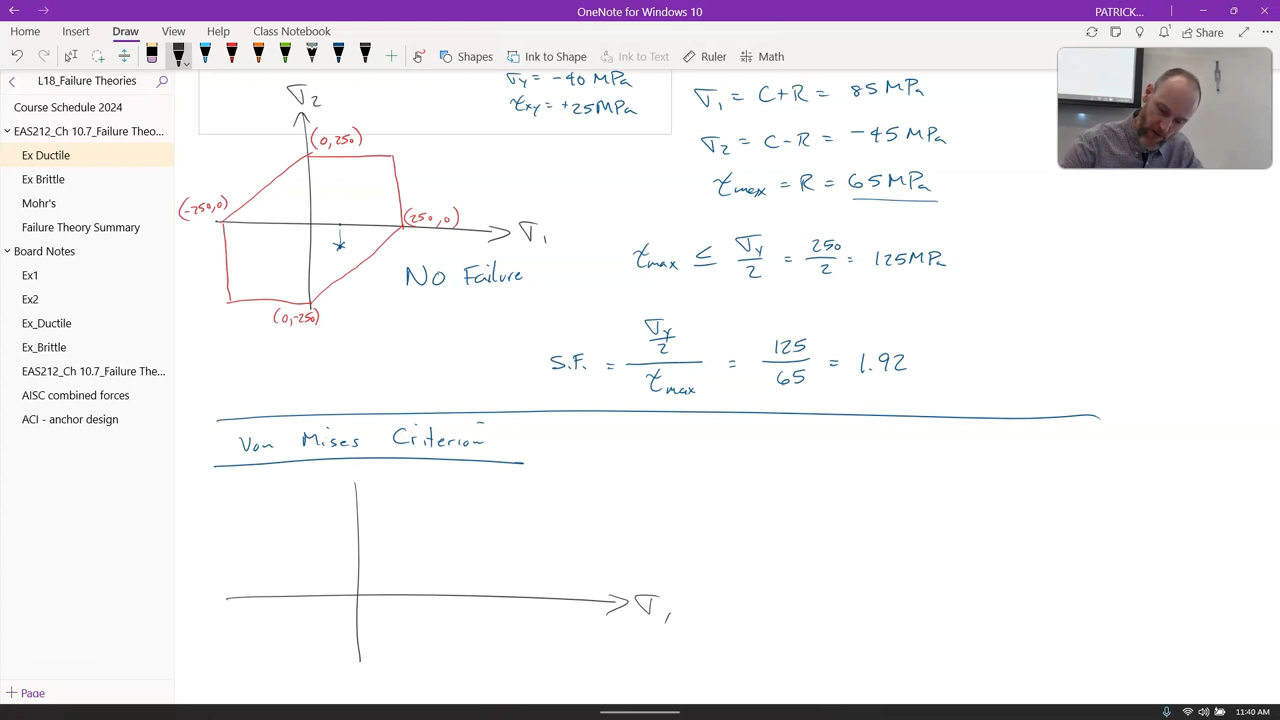 OneNote for Windows 10
PATRICK...
Home Insert Draw View Class Notebook
Share
Shapes Ink to Shape Ink to Text Ruler Math
L18_Failure Theories
Course Schedule 2024
EAS212_Ch 10.7_Failure Theo...
Ex Ductile
Ex Brittle
Mohr's
Failure Theory Summary
Board Notes
Ex1
Ex2
Ex_Ductile
Ex_Brittle
EAS212_Ch 10.7_Failure The...
AISC combined forces
ACI - anchor design
Page
σy = -40 MPa
τxy = +25MPa
σ2
(0,250)
(-250,0)
(250,0)
σ1
(0,-250)
No Failure
σ1 = C+R = 85 MPa
σ2 = C-R = -45 MPa
τmax = R = 65 MPa
τmax ≤ σy/2 = 250/2 = 125MPa
S.F. = (σy/2)/τmax = 125/65 = 1.92
Von Mises Criterion
σ1
11:40 AM